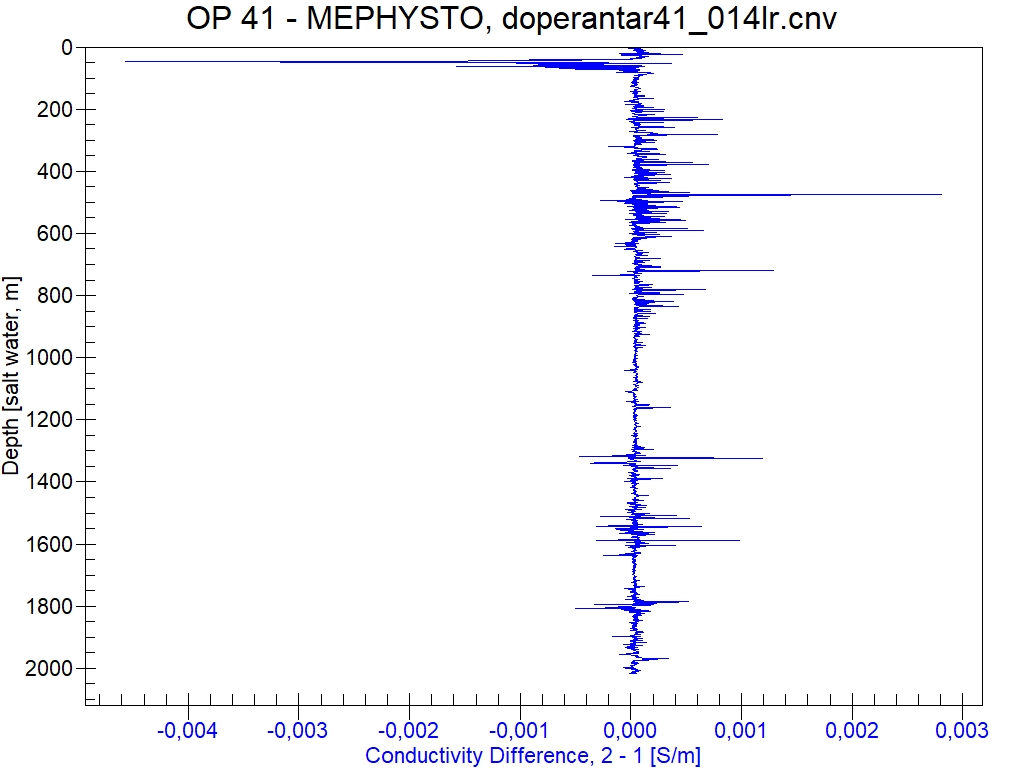 OP 41 - MEPHYSTO, doperantar41_014lr.cnv
0
200
400
600
800
1000
1200
1400
1600
1800
2000
Depth [salt water, m]
-0,004 -0,003 -0,002 -0,001 0,000 0,001 0,002 0,003
Conductivity Difference, 2 - 1 [S/m]